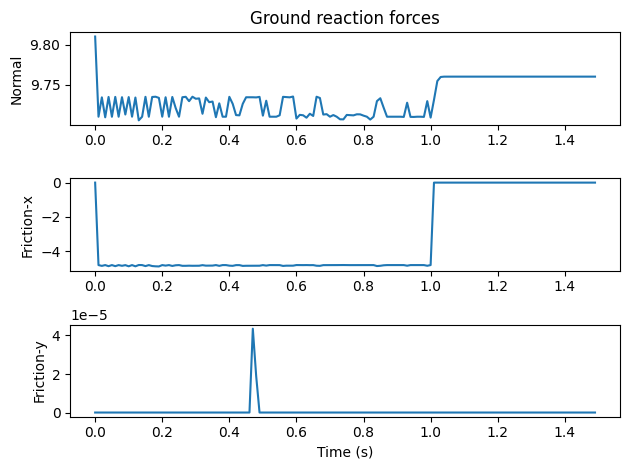 Ground reaction forces
Normal
9.80
9.75
0.0 0.2 0.4 0.6 0.8 1.0 1.2 1.4
Friction-x
0
−2
−4
0.0 0.2 0.4 0.6 0.8 1.0 1.2 1.4
1e−5
Friction-y
4
2
0
0.0 0.2 0.4 0.6 0.8 1.0 1.2 1.4
Time (s)